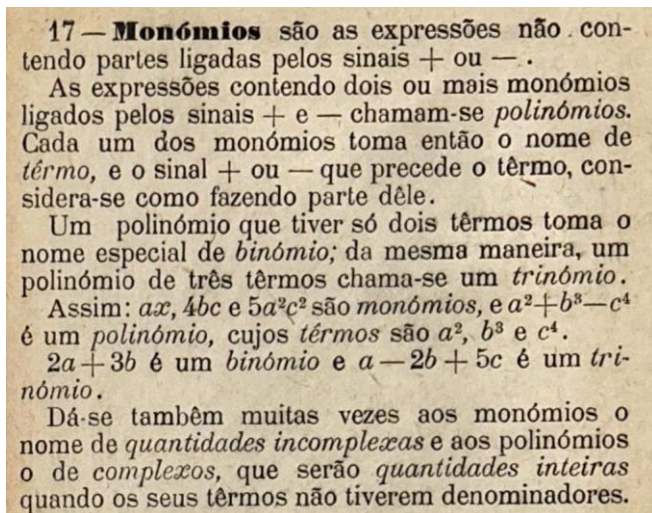 17 — Monómios são as expressões não con-
tendo partes ligadas pelos sinais + ou — .
As expressões contendo dois ou mais monómios
ligados pelos sinais + e — chamam-se polinómios.
Cada um dos monómios toma então o nome de
têrmo, e o sinal + ou — que precede o têrmo, con-
sidera-se como fazendo parte dêle.
Um polinómio que tiver só dois têrmos toma o
nome especial de binómio; da mesma maneira, um
polinómio de três têrmos chama-se um trinómio.
Assim: ax, 4bc e 5a²c² são monómios, e a²+b³—c⁴
é um polinómio, cujos térmos são a², b³ e c⁴.
2a + 3b é um binómio e a — 2b + 5c é um tri-
nómio.
Dá-se tambêm muitas vezes aos monómios o
nome de quantidades incomplexas e aos polinómios
o de complexos, que serão quantidades inteiras
quando os seus têrmos não tiverem denominadores.